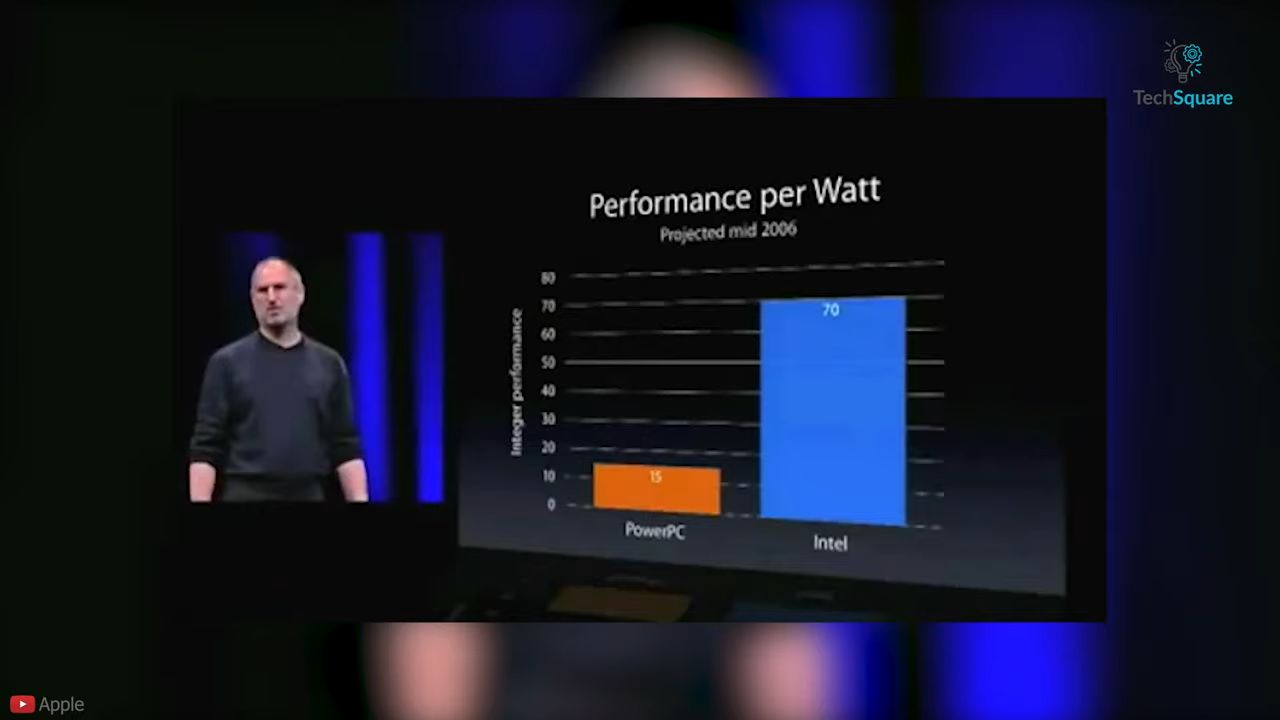 TechSquare
Performance per Watt
Projected mid 2006
Integer performance
80
70
70
60
50
40
30
20
15
10
0
PowerPC
Intel
Apple